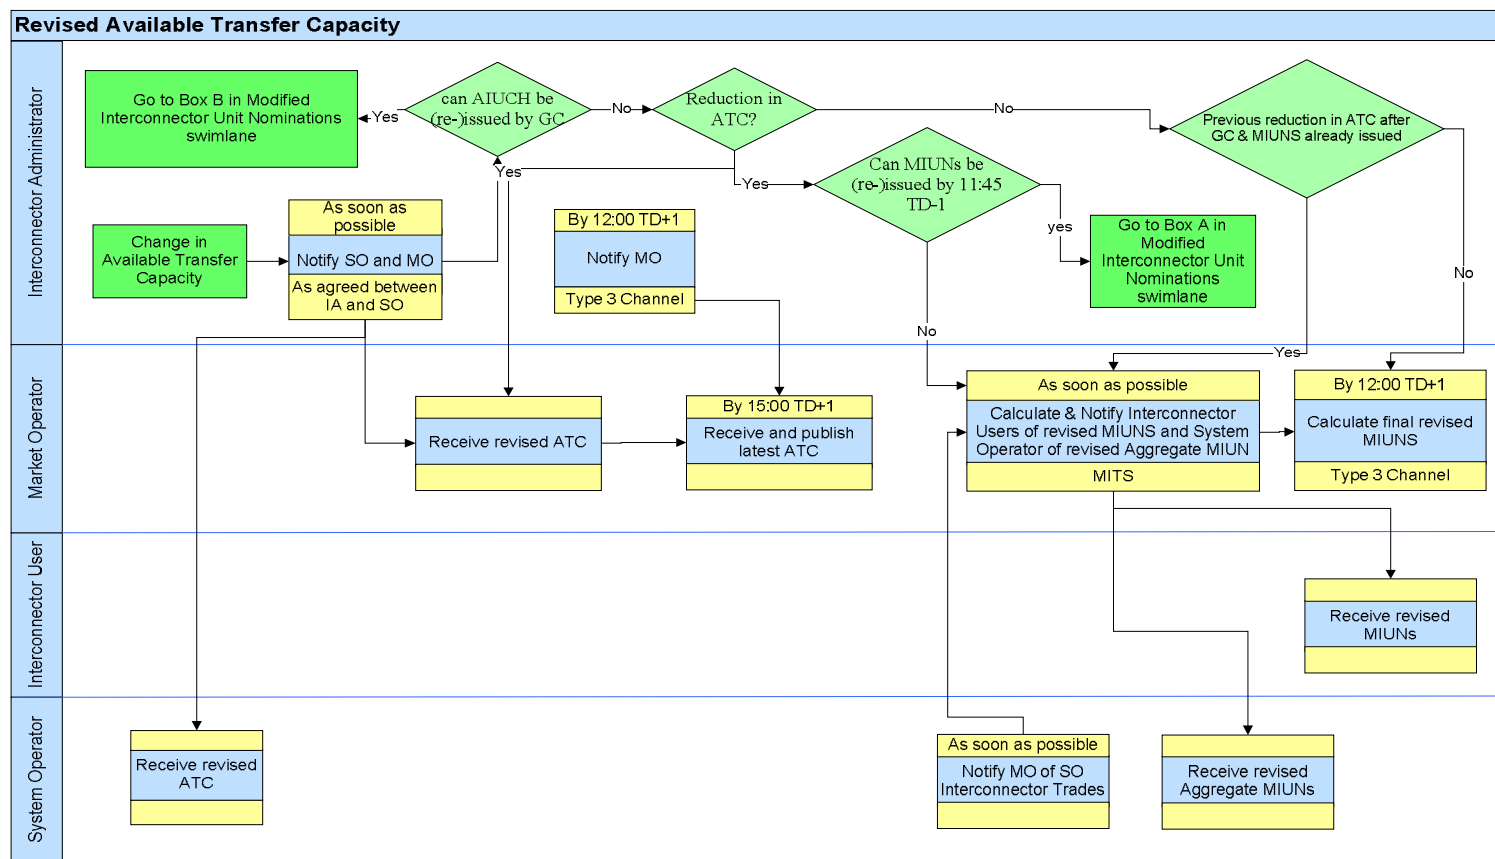 Revised Available Transfer Capacity
Interconnector Administrator
Go to Box B in Modified
Interconnector Unit Nominations
swimlane
Yes
can AIUCH be
(re-)issued by GC
No
Reduction in
ATC?
No
Previous reduction in ATC after
GC & MIUNS already issued
Yes
Yes
Can MIUNs be
(re-)issued by 11:45
TD-1
yes
Go to Box A in
Modified
Interconnector Unit
Nominations
swimlane
Change in
Available Transfer
Capacity
As soon as
possible
Notify SO and MO
As agreed between
IA and SO
By 12:00 TD+1
Notify MO
Type 3 Channel
No
No
Yes
Market Operator
Receive revised ATC
By 15:00 TD+1
Receive and publish
latest ATC
As soon as possible
Calculate & Notify Interconnector
Users of revised MIUNS and System
Operator of revised Aggregate MIUN
MITS
By 12:00 TD+1
Calculate final revised
MIUNS
Type 3 Channel
Interconnector User
Receive revised
MIUNs
System Operator
Receive revised
ATC
As soon as possible
Notify MO of SO
Interconnector Trades
Receive revised
Aggregate MIUNs